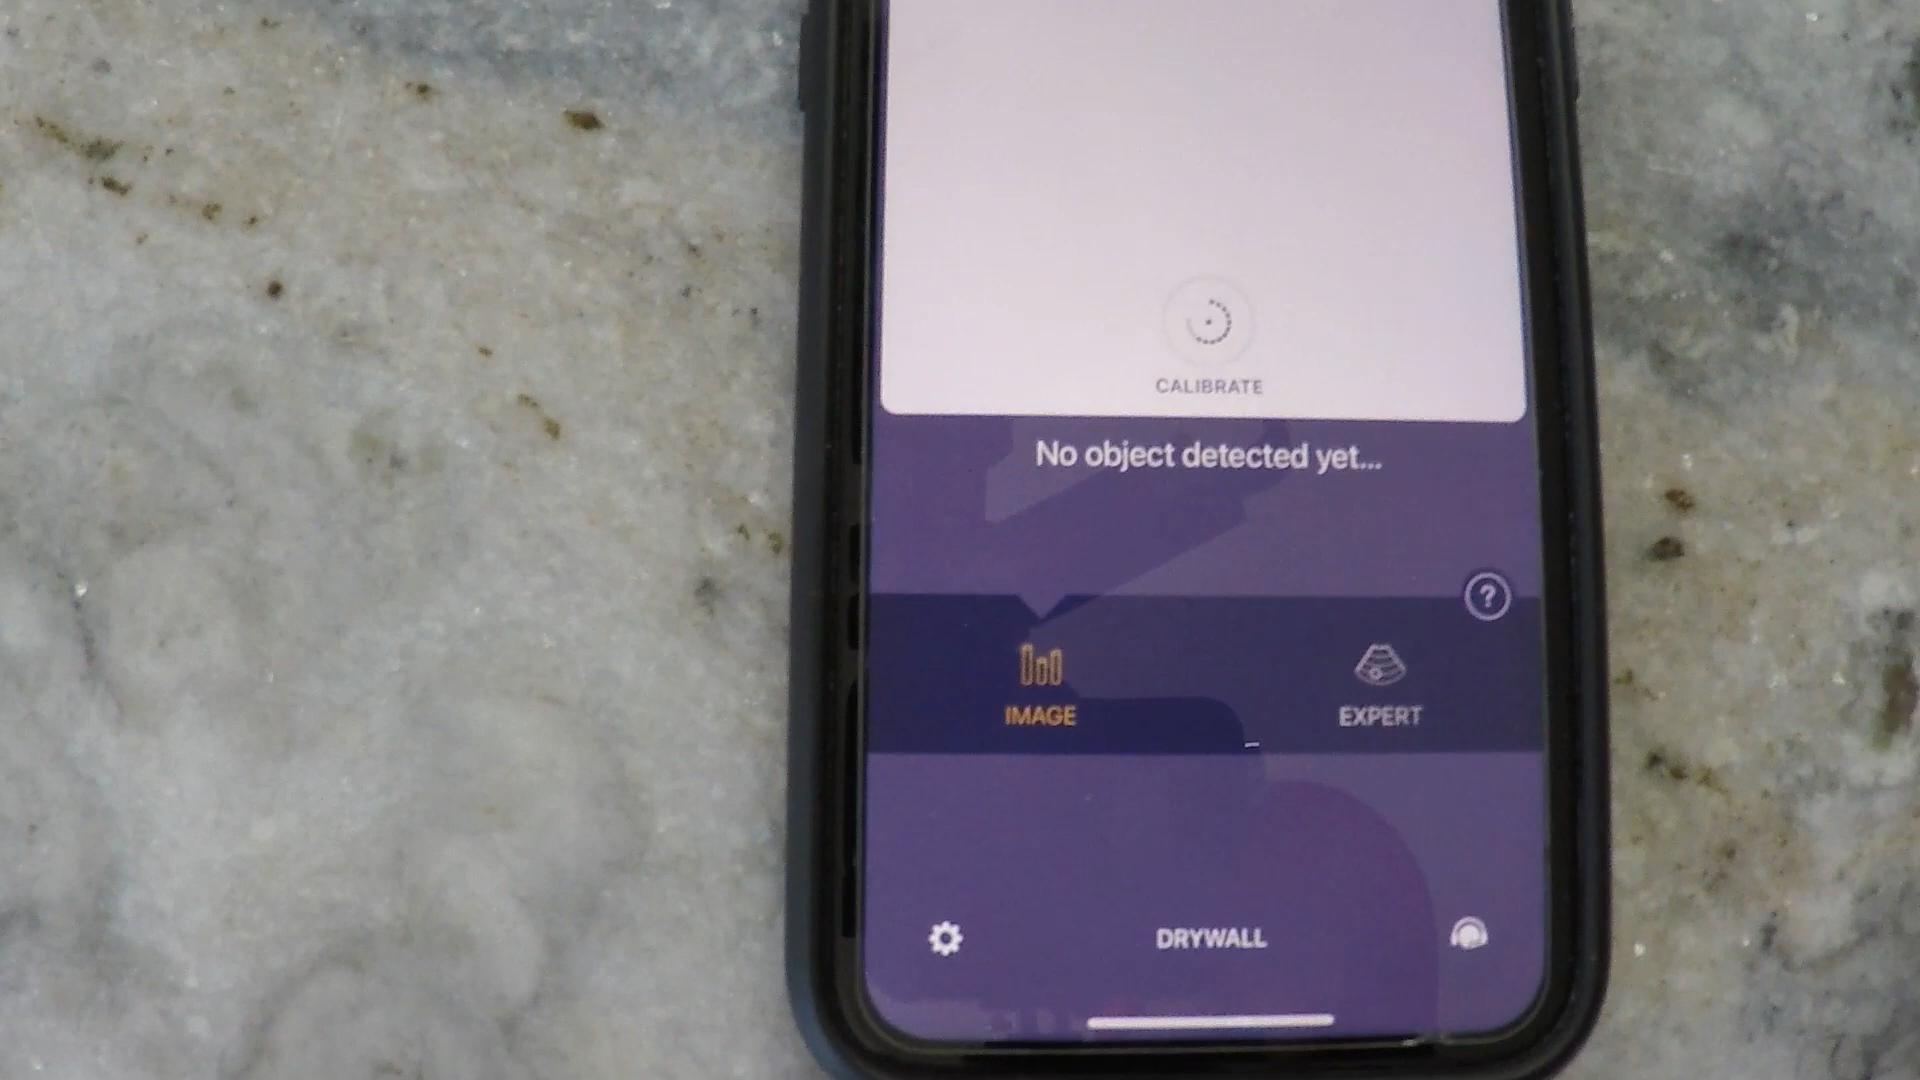 CALIBRATE
No object detected yet...
?
IMAGE
EXPERT
DRYWALL